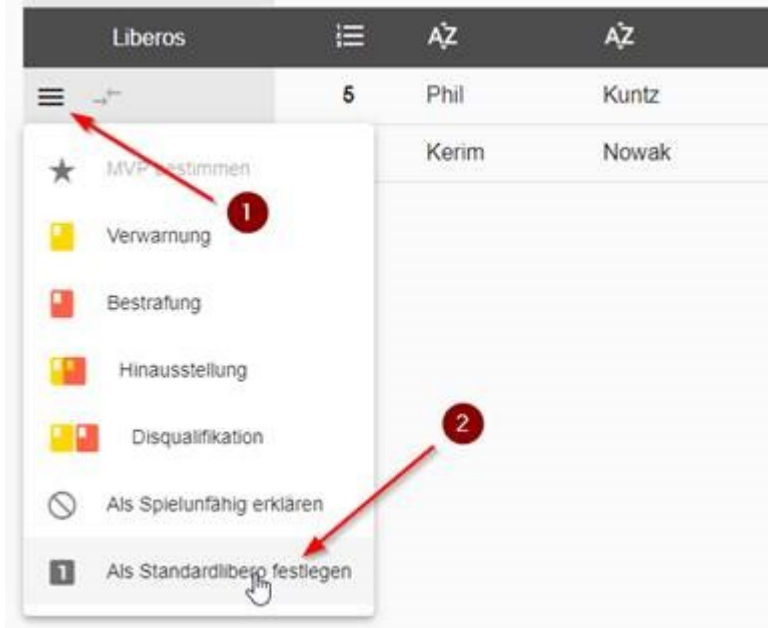 Liberos AZ AZ
5 Phil Kuntz
Kerim Nowak
MVP bestimmen
1
Verwarnung
Bestrafung
Hinausstellung
Disqualifikation
2
Als Spielunfähig erklären
1 Als Standardlibero festlegen